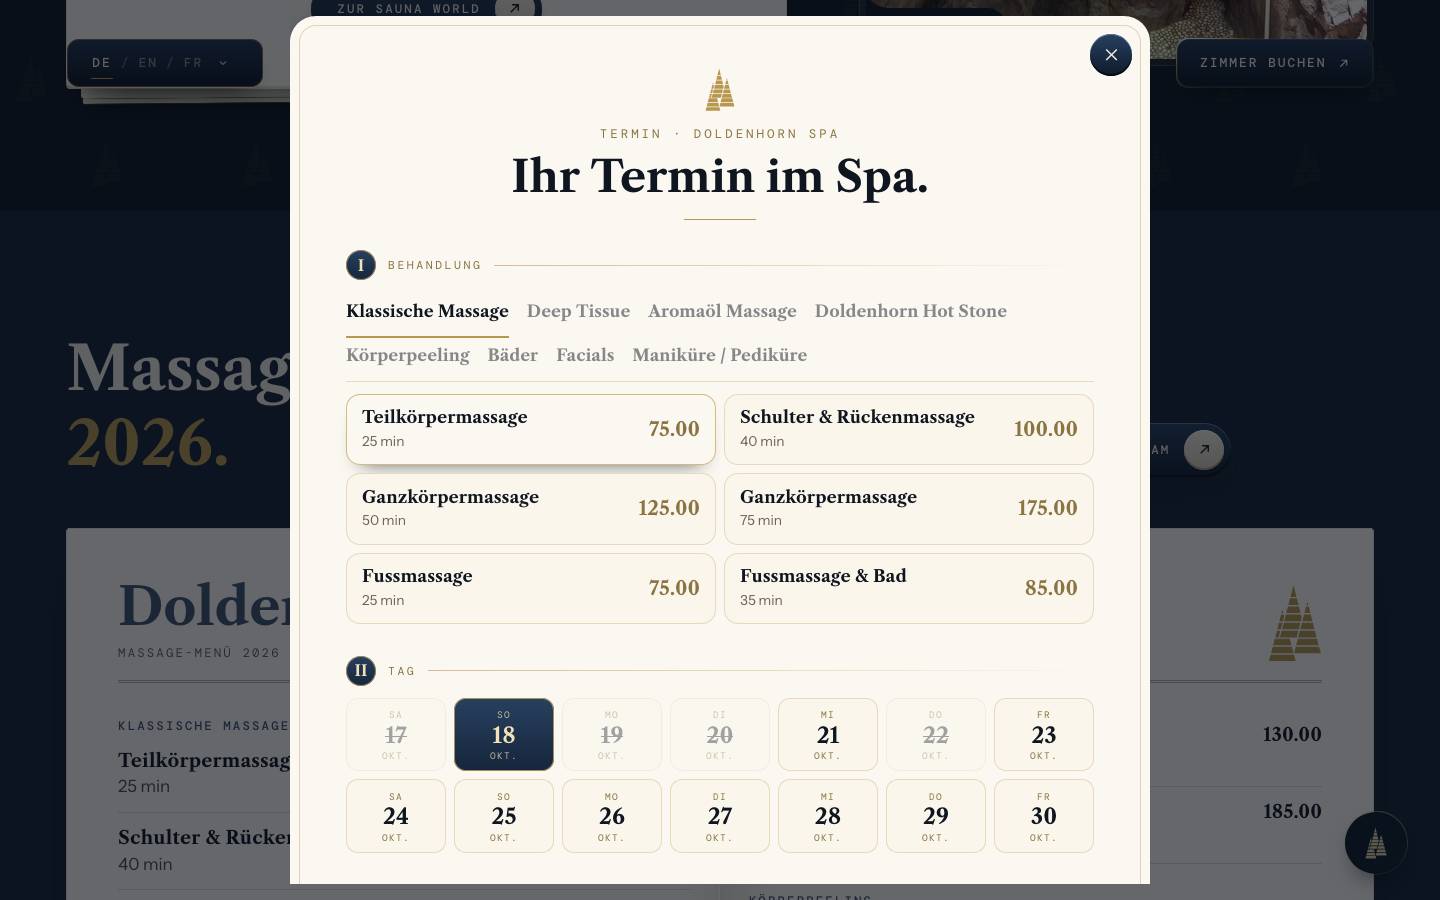 ZUR SAUNA WORLD
DE / EN / FR
ZIMMER BUCHEN
TERMIN · DOLDENHORN SPA
Ihr Termin im Spa.
I BEHANDLUNG
Klassische Massage Deep Tissue Aromaöl Massage Doldenhorn Hot Stone
Körperpeeling Bäder Facials Maniküre / Pediküre
Teilkörpermassage
25 min
75.00
Schulter & Rückenmassage
40 min
100.00
Ganzkörpermassage
50 min
125.00
Ganzkörpermassage
75 min
175.00
Fussmassage
25 min
75.00
Fussmassage & Bad
35 min
85.00
II TAG
SA SO MO DI MI DO FR
17 18 19 20 21 22 23
OKT. OKT. OKT. OKT. OKT. OKT. OKT.
SA SO MO DI MI DO FR
24 25 26 27 28 29 30
OKT. OKT. OKT. OKT. OKT. OKT. OKT.
Massag
2026.
AM
Dolden
MASSAGE-MENÜ 2026
KLASSISCHE MASSAGE
Teilkörpermassag
25 min
Schulter & Rücken
40 min
130.00
185.00
KÖRPERPEELING